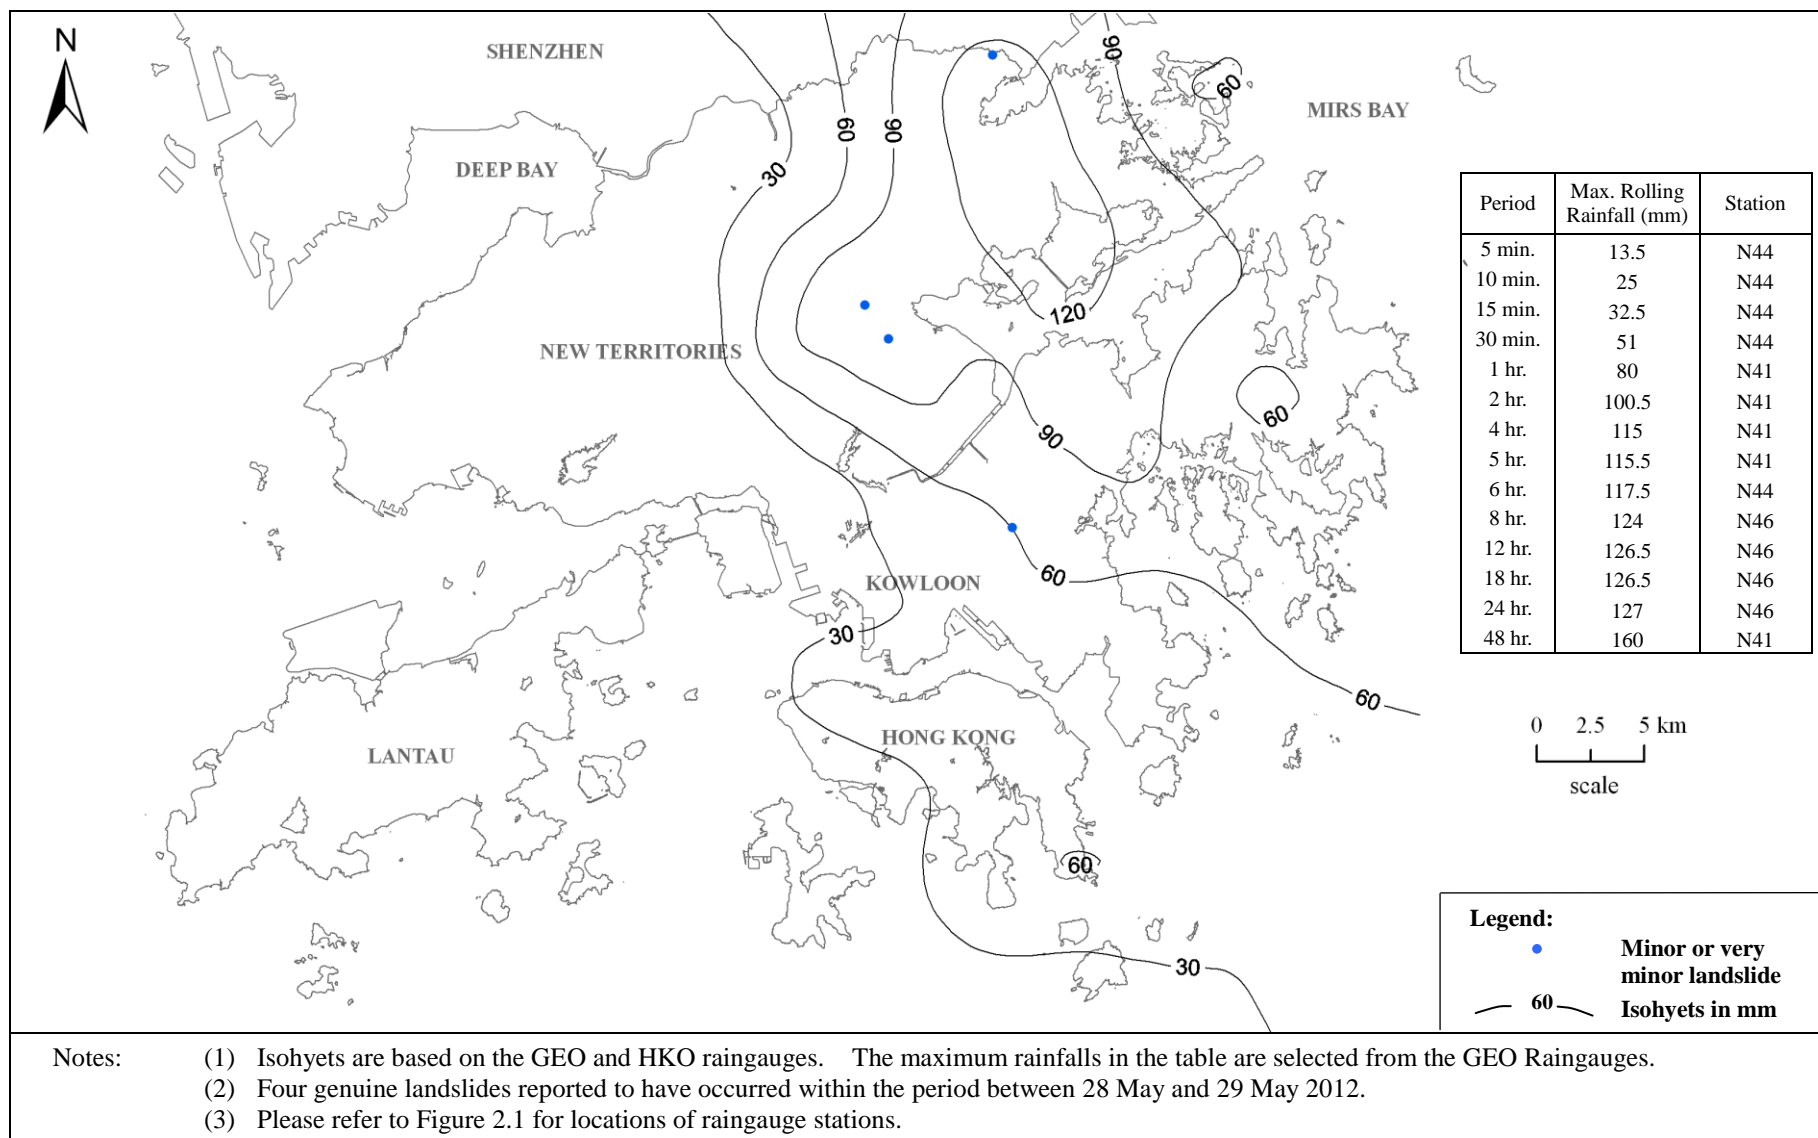 N
SHENZHEN
MIRS BAY
DEEP BAY
NEW TERRITORIES
KOWLOON
HONG KONG
LANTAU
30
60
90
90
60
120
60
90
60
30
60
60
30
Period Max. Rolling Rainfall (mm) Station
5 min. 13.5 N44
10 min. 25 N44
15 min. 32.5 N44
30 min. 51 N44
1 hr. 80 N41
2 hr. 100.5 N41
4 hr. 115 N41
5 hr. 115.5 N41
6 hr. 117.5 N44
8 hr. 124 N46
12 hr. 126.5 N46
18 hr. 126.5 N46
24 hr. 127 N46
48 hr. 160 N41
0 2.5 5 km
scale
Legend:
Minor or very
minor landslide
60 Isohyets in mm
Notes: (1) Isohyets are based on the GEO and HKO raingauges. The maximum rainfalls in the table are selected from the GEO Raingauges.
(2) Four genuine landslides reported to have occurred within the period between 28 May and 29 May 2012.
(3) Please refer to Figure 2.1 for locations of raingauge stations.